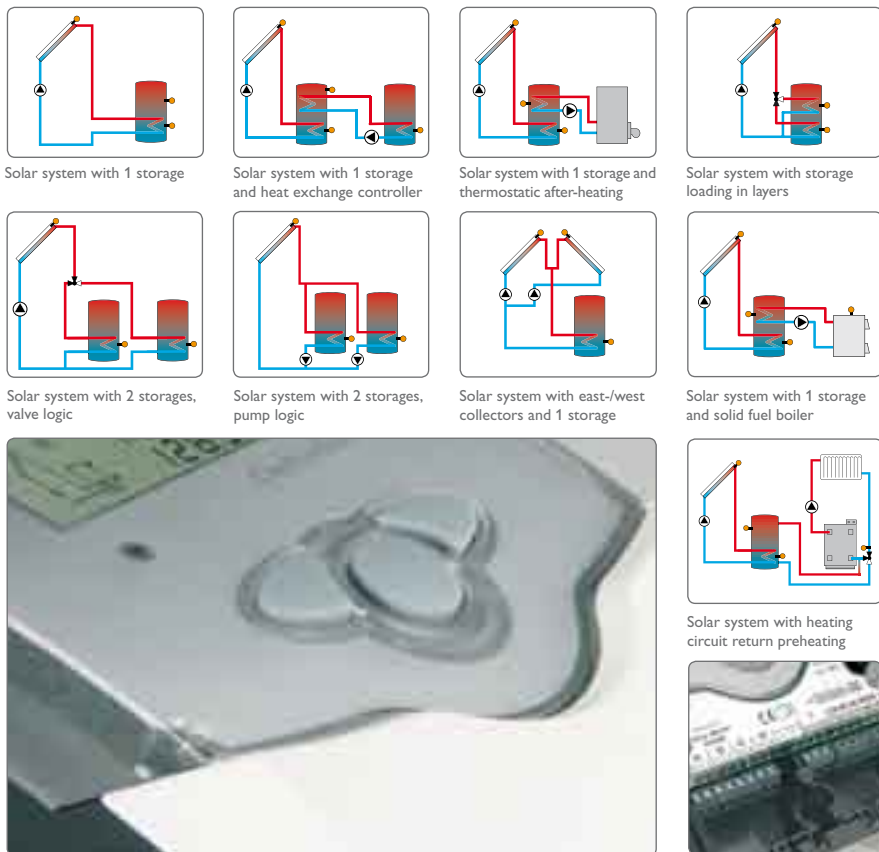 Solar system with 1 storage
Solar system with 1 storage
and heat exchange controller
Solar system with 1 storage and
thermostatic after-heating
Solar system with storage
loading in layers
Solar system with 2 storages,
valve logic
Solar system with 2 storages,
pump logic
Solar system with east-/west
collectors and 1 storage
Solar system with 1 storage
and solid fuel boiler
Solar system with heating
circuit return preheating